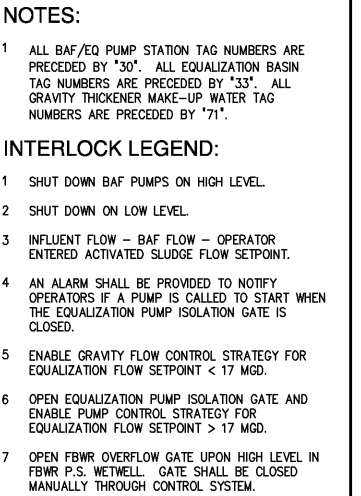 NOTES:
1 ALL BAF/EQ PUMP STATION TAG NUMBERS ARE
PRECEDED BY "30". ALL EQUALIZATION BASIN
TAG NUMBERS ARE PRECEDED BY "33". ALL
GRAVITY THICKENER MAKE-UP WATER TAG
NUMBERS ARE PRECEDED BY "71".
INTERLOCK LEGEND:
1 SHUT DOWN BAF PUMPS ON HIGH LEVEL.
2 SHUT DOWN ON LOW LEVEL.
3 INFLUENT FLOW - BAF FLOW - OPERATOR
ENTERED ACTIVATED SLUDGE FLOW SETPOINT.
4 AN ALARM SHALL BE PROVIDED TO NOTIFY
OPERATORS IF A PUMP IS CALLED TO START WHEN
THE EQUALIZATION PUMP ISOLATION GATE IS
CLOSED.
5 ENABLE GRAVITY FLOW CONTROL STRATEGY FOR
EQUALIZATION FLOW SETPOINT < 17 MGD.
6 OPEN EQUALIZATION PUMP ISOLATION GATE AND
ENABLE PUMP CONTROL STRATEGY FOR
EQUALIZATION FLOW SETPOINT > 17 MGD.
7 OPEN FBWR OVERFLOW GATE UPON HIGH LEVEL IN
FBWR P.S. WETWELL. GATE SHALL BE CLOSED
MANUALLY THROUGH CONTROL SYSTEM.